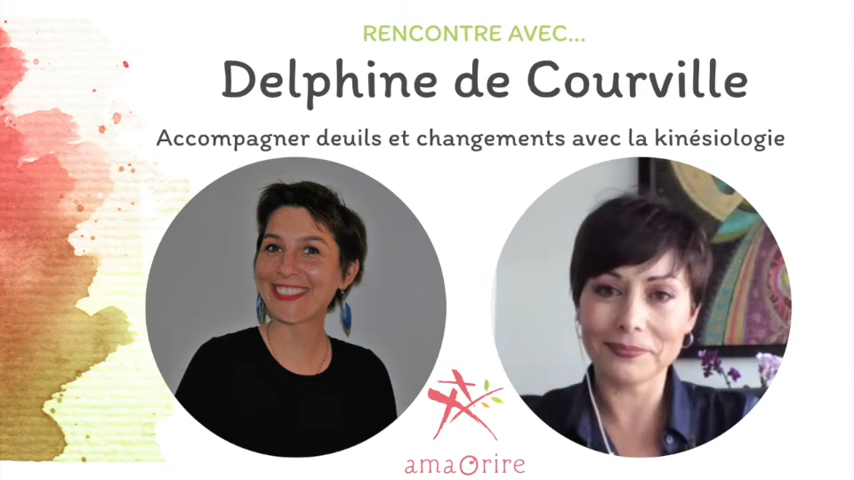 RENCONTRE AVEC...
Delphine de Courville
Accompagner deuils et changements avec la kinésiologie
amaOrire